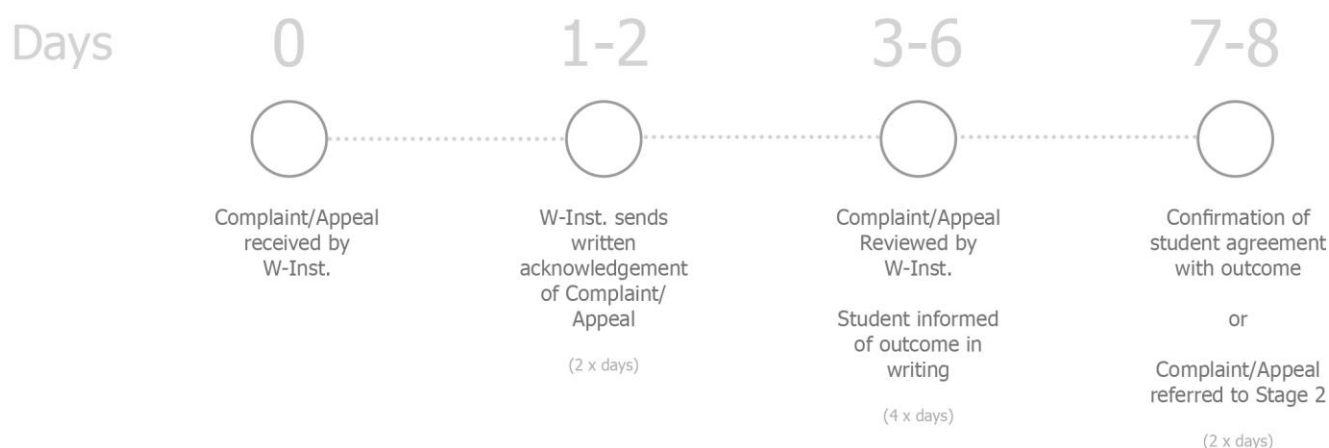 Days 0 1-2 3-6 7-8
Complaint/Appeal
received by
W-Inst.
W-Inst. sends
written
acknowledgement
of Complaint/
Appeal
(2 x days)
Complaint/Appeal
Reviewed by
W-Inst.
Student informed
of outcome in
writing
(4 x days)
Confirmation of
student agreement
with outcome
or
Complaint/Appeal
referred to Stage 2
(2 x days)